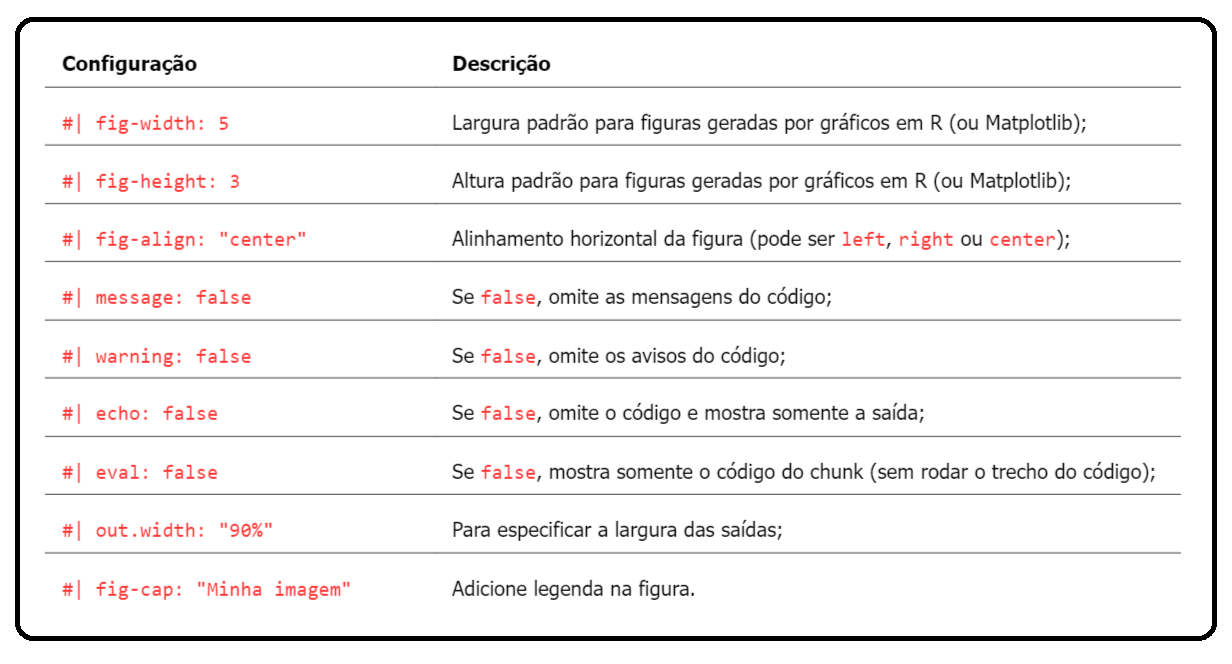 Configuração Descrição
#| fig-width: 5 Largura padrão para figuras geradas por gráficos em R (ou Matplotlib);
#| fig-height: 3 Altura padrão para figuras geradas por gráficos em R (ou Matplotlib);
#| fig-align: "center" Alinhamento horizontal da figura (pode ser left, right ou center);
#| message: false Se false, omite as mensagens do código;
#| warning: false Se false, omite os avisos do código;
#| echo: false Se false, omite o código e mostra somente a saída;
#| eval: false Se false, mostra somente o código do chunk (sem rodar o trecho do código);
#| out.width: "90%" Para especificar a largura das saídas;
#| fig-cap: "Minha imagem" Adicione legenda na figura.